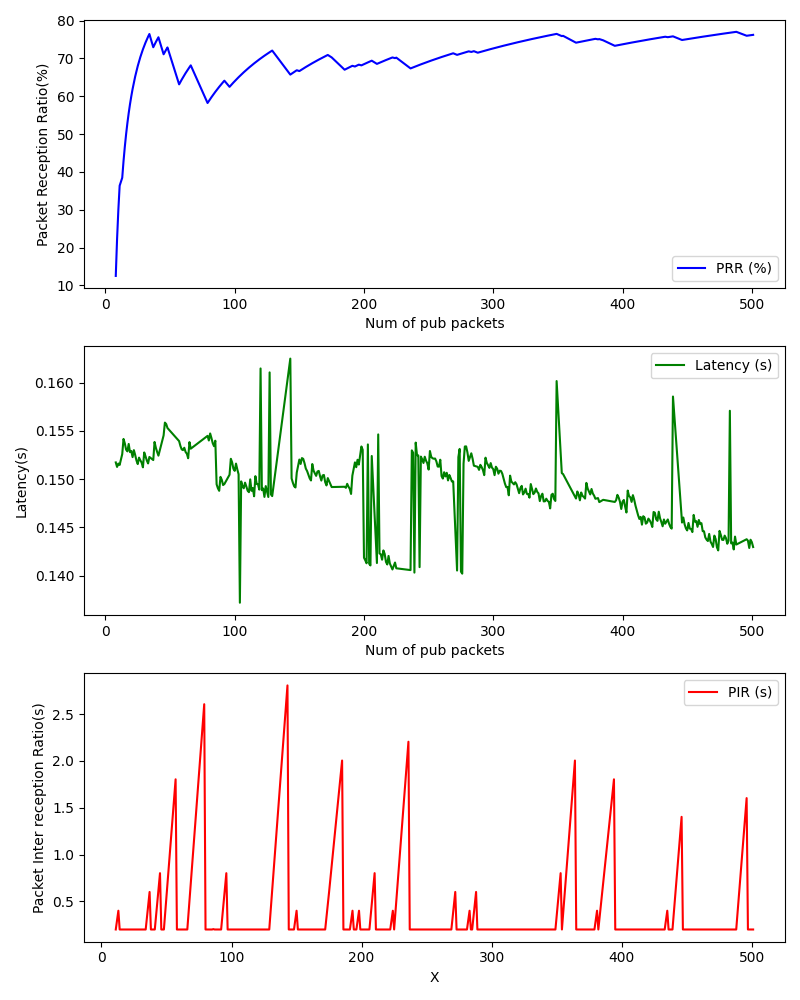 80
70
60
50
40
30
20
10
Packet Reception Ratio(%)
PRR (%)
0 100 200 300 400 500
Num of pub packets
0.160
0.155
0.150
0.145
0.140
Latency(s)
Latency (s)
0 100 200 300 400 500
Num of pub packets
2.5
2.0
1.5
1.0
0.5
Packet Inter reception Ratio(s)
PIR (s)
0 100 200 300 400 500
X